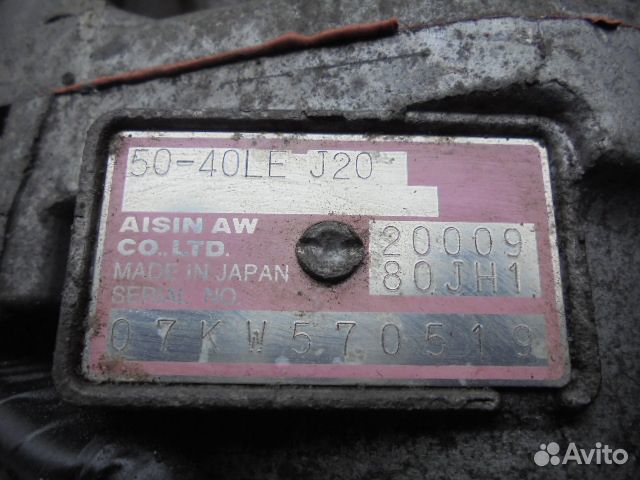 50-40LE J20
AISIN AW
CO.,LTD.
MADE IN JAPAN
SERIAL NO.
20009
80JH1
07KW570519
Avito